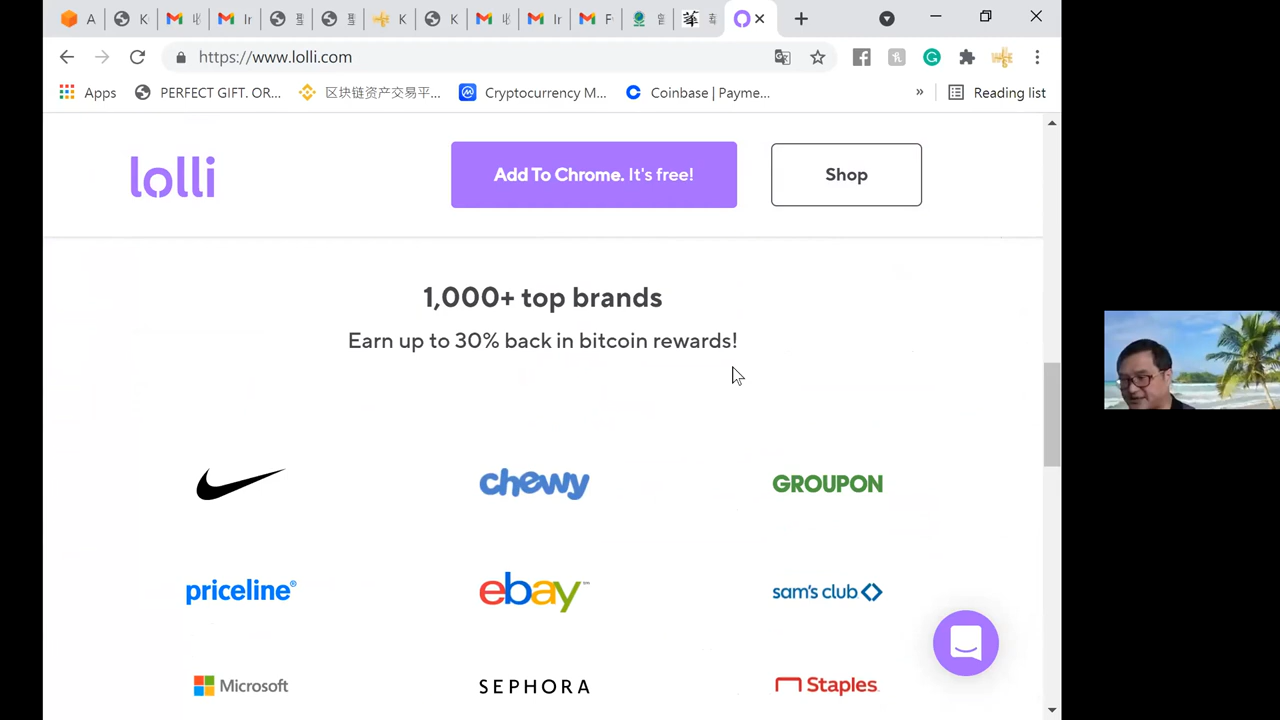 A K I K K Ir F
https://www.lolli.com
Apps PERFECT GIFT. OR... 区块链资产交易平... Cryptocurrency M... Coinbase | Payme... » Reading list
lolli
Add To Chrome. It's free!
Shop
1,000+ top brands
Earn up to 30% back in bitcoin rewards!
chewy
GROUPON
priceline®
ebay
sam's club
Microsoft
SEPHORA
Staples